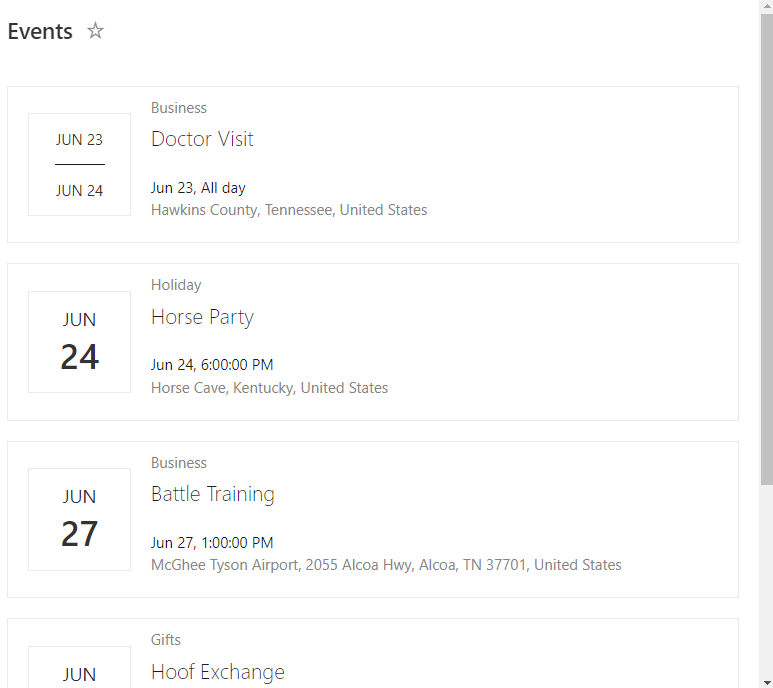 Events
Business
JUN 23
JUN 24
Doctor Visit
Jun 23, All day
Hawkins County, Tennessee, United States
Holiday
JUN
24
Horse Party
Jun 24, 6:00:00 PM
Horse Cave, Kentucky, United States
Business
JUN
27
Battle Training
Jun 27, 1:00:00 PM
McGhee Tyson Airport, 2055 Alcoa Hwy, Alcoa, TN 37701, United States
Gifts
JUN
Hoof Exchange